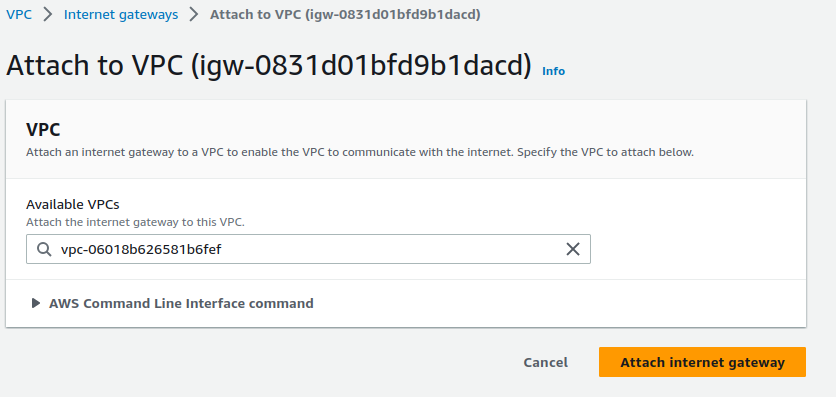 VPC > Internet gateways > Attach to VPC (igw-0831d01bfd9b1dacd)
Attach to VPC (igw-0831d01bfd9b1dacd) Info
VPC
Attach an internet gateway to a VPC to enable the VPC to communicate with the internet. Specify the VPC to attach below.
Available VPCs
Attach the internet gateway to this VPC.
vpc-06018b626581b6fef
AWS Command Line Interface command
Cancel Attach internet gateway